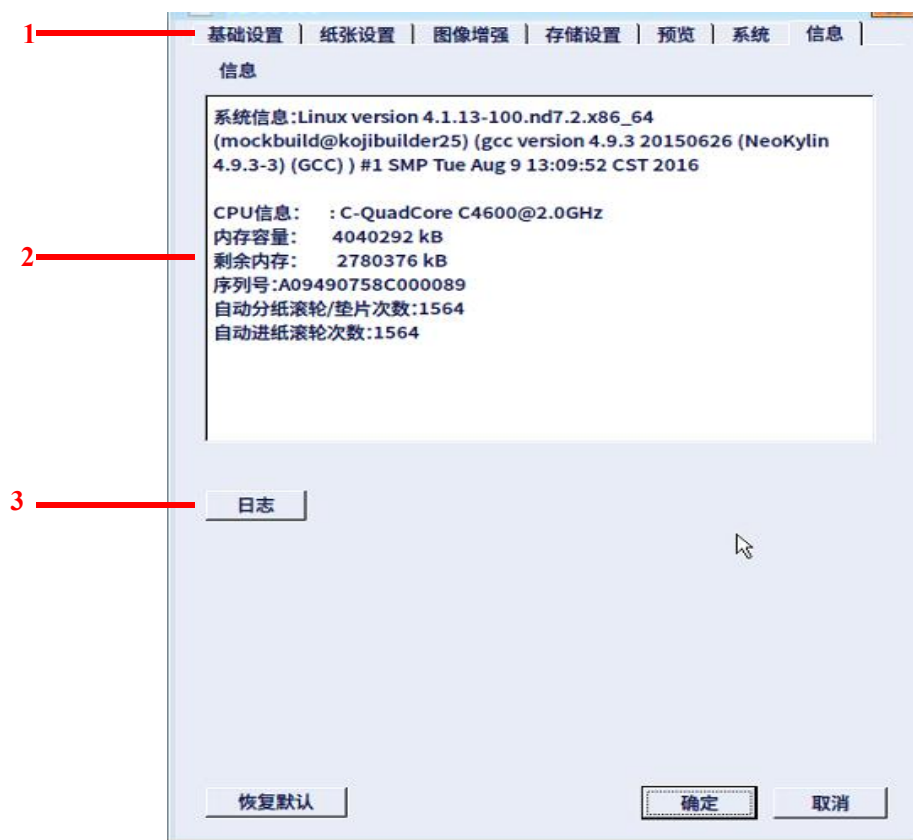 1
基础设置 | 纸张设置 | 图像增强 | 存储设置 | 预览 | 系统 信息
信息
系统信息:Linux version 4.1.13-100.nd7.2.x86_64
(mockbuild@kojibuilder25) (gcc version 4.9.3 20150626 (NeoKylin
4.9.3-3) (GCC) ) #1 SMP Tue Aug 9 13:09:52 CST 2016
CPU信息: : C-QuadCore C4600@2.0GHz
内存容量: 4040292 kB
2
剩余内存: 2780376 kB
序列号:A09490758C000089
自动分纸滚轮/垫片次数:1564
自动进纸滚轮次数:1564
3
日志
恢复默认 确定 取消